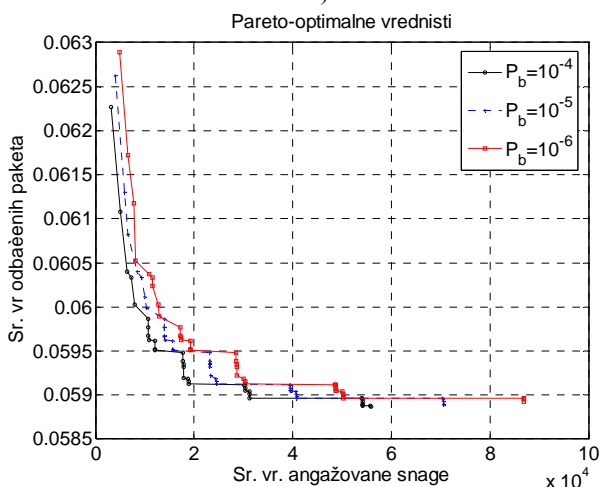 )
Pareto-optimalne vrednisti
0.063
0.0625
0.062
0.0615
0.061
0.0605
0.06
0.0595
0.059
0.0585
Sr. vr odbaèenih paketa
P_b=10^-4
P_b=10^-5
P_b=10^-6
0 2 4 6 8 10
x 10^4
Sr. vr. angažovane snage